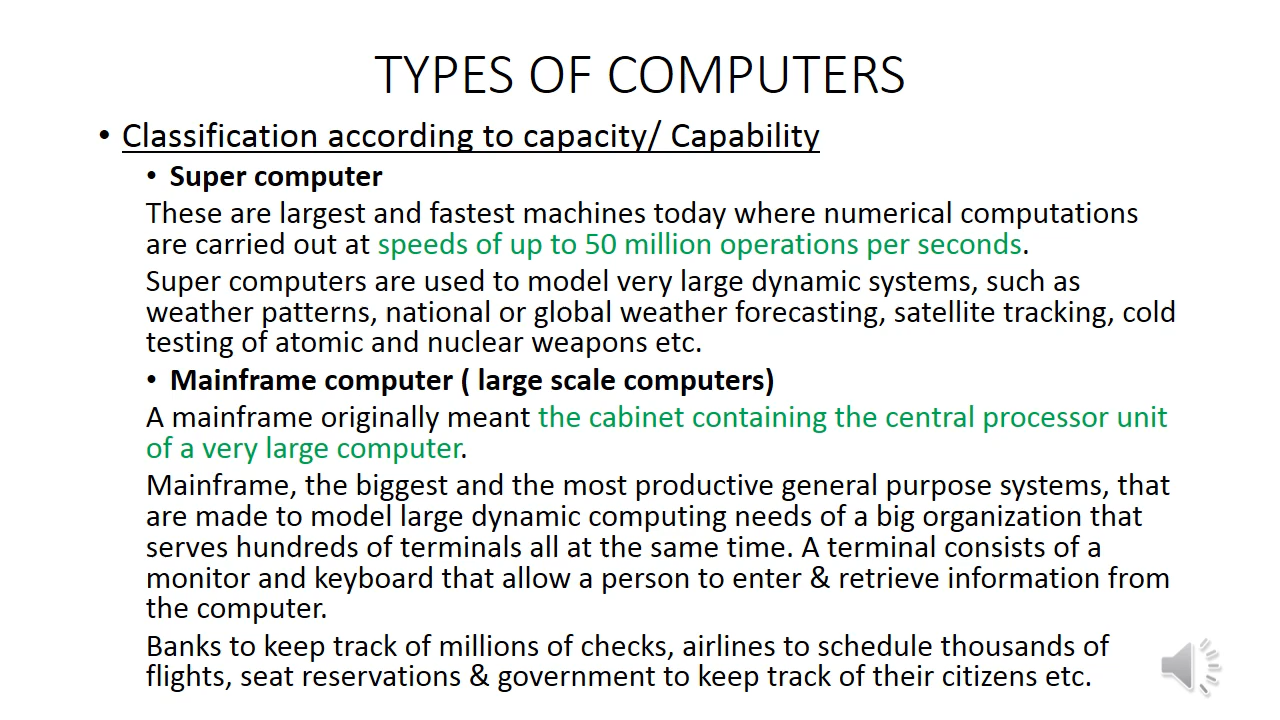 TYPES OF COMPUTERS
• Classification according to capacity/ Capability
• Super computer
These are largest and fastest machines today where numerical computations
are carried out at speeds of up to 50 million operations per seconds.
Super computers are used to model very large dynamic systems, such as
weather patterns, national or global weather forecasting, satellite tracking, cold
testing of atomic and nuclear weapons etc.
• Mainframe computer ( large scale computers)
A mainframe originally meant the cabinet containing the central processor unit
of a very large computer.
Mainframe, the biggest and the most productive general purpose systems, that
are made to model large dynamic computing needs of a big organization that
serves hundreds of terminals all at the same time. A terminal consists of a
monitor and keyboard that allow a person to enter & retrieve information from
the computer.
Banks to keep track of millions of checks, airlines to schedule thousands of
flights, seat reservations & government to keep track of their citizens etc.